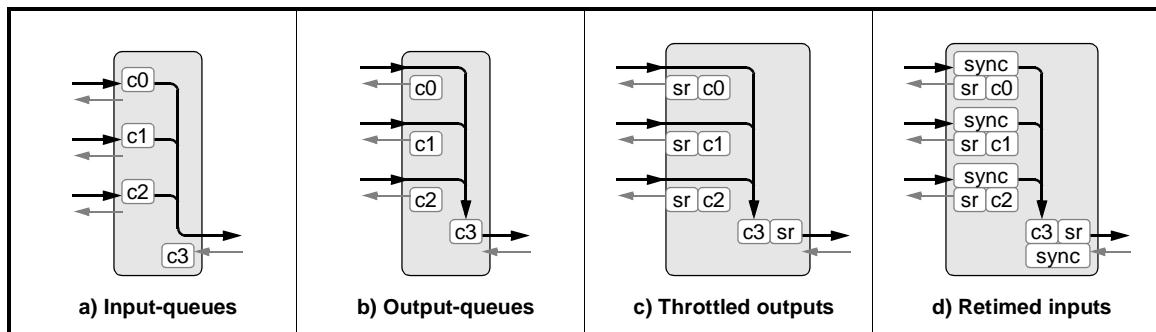 c0
c1
c2
c3
a) Input-queues
c0
c1
c2
c3
b) Output-queues
sr c0
sr c1
sr c2
c3 sr
c) Throttled outputs
sync
sr c0
sync
sr c1
sync
sr c2
c3 sr
sync
d) Retimed inputs